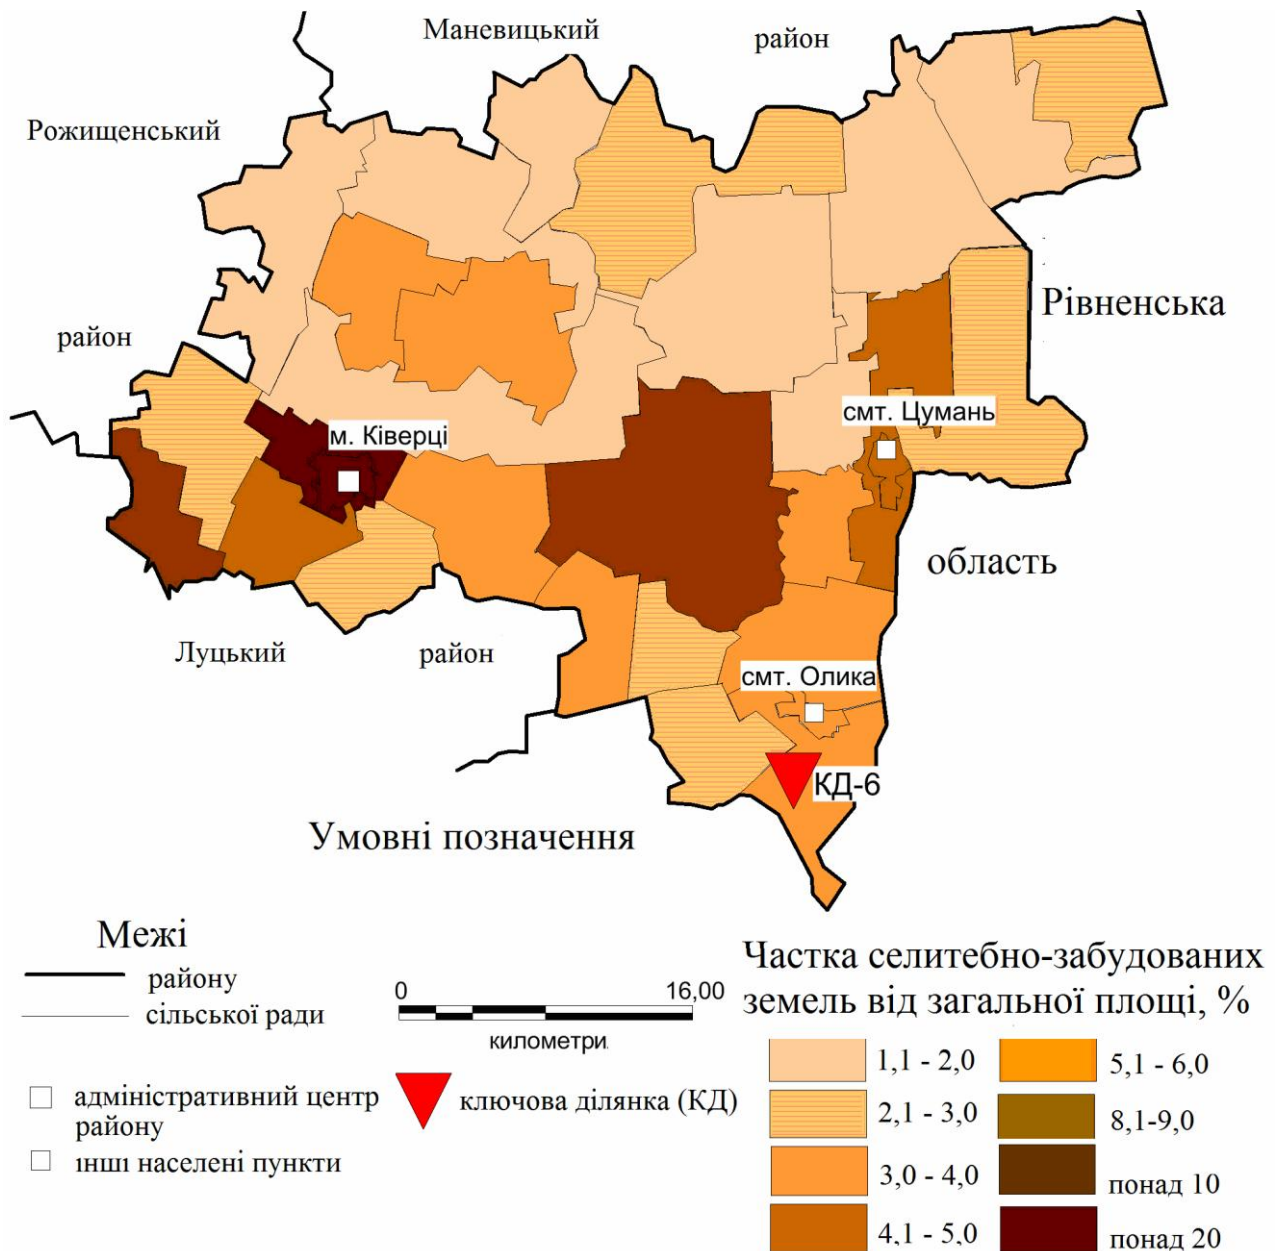 Маневицький
район
Рожищенський
Рівненська
район
смт. Цумань
м. Ківерці
область
Луцький
район
смт. Олика
КД-6
Умовні позначення
Межі
району
сільської ради
0 16,00
километри
адміністративний центр
району
інші населені пункти
ключова ділянка (КД)
Частка селитебно-забудованих
земель від загальної площі, %
1,1 - 2,0
2,1 - 3,0
3,0 - 4,0
4,1 - 5,0
5,1 - 6,0
8,1-9,0
понад 10
понад 20